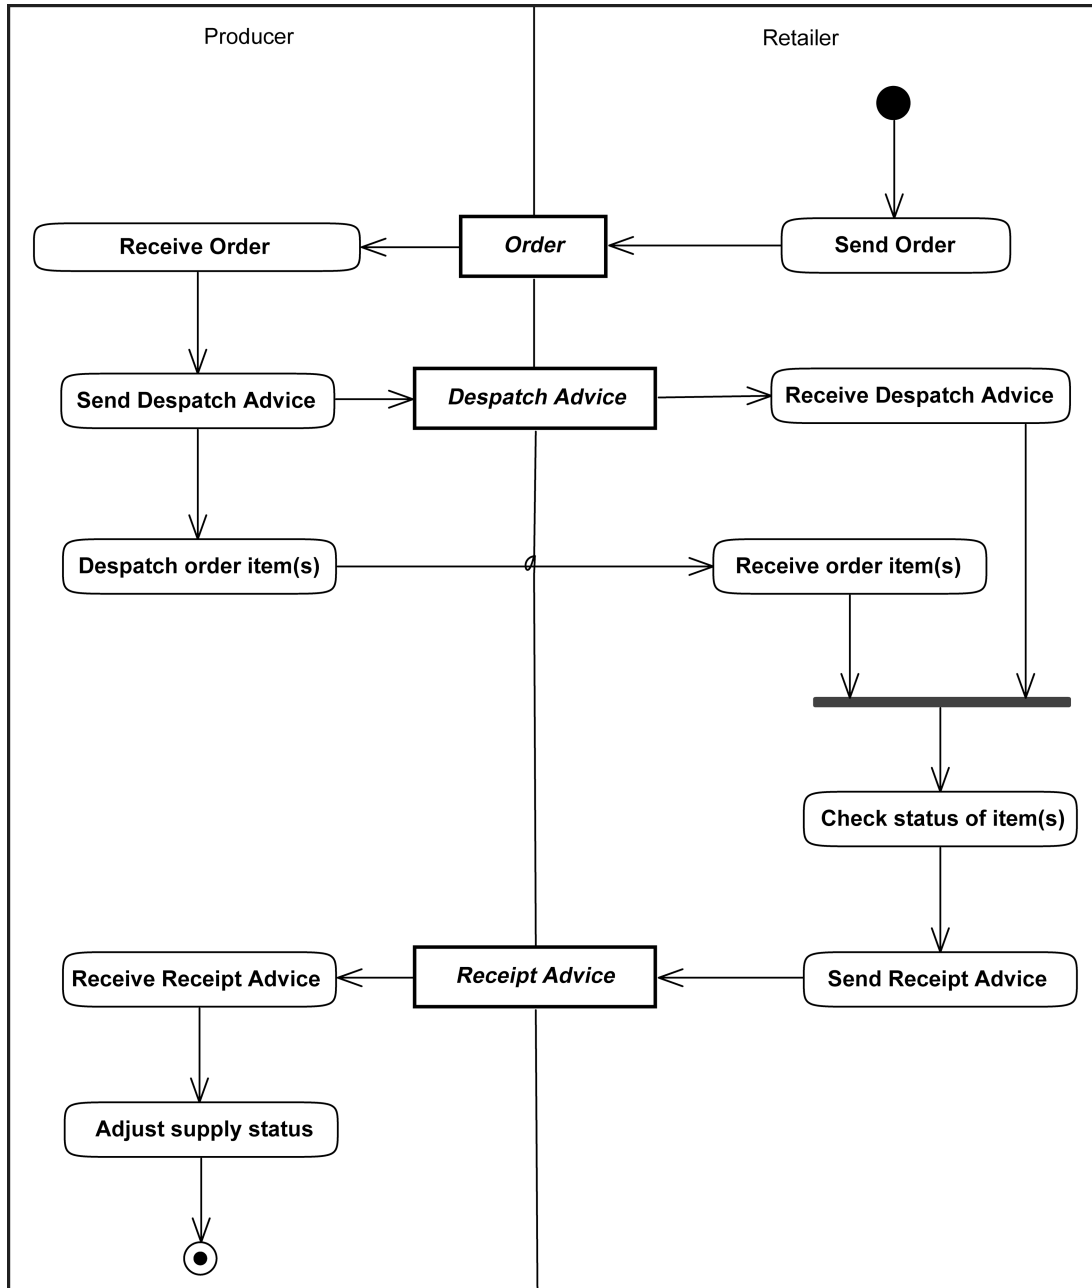 Producer
Retailer
Receive Order
Order
Send Order
Send Despatch Advice
Despatch Advice
Receive Despatch Advice
Despatch order item(s)
Receive order item(s)
Check status of item(s)
Receive Receipt Advice
Receipt Advice
Send Receipt Advice
Adjust supply status